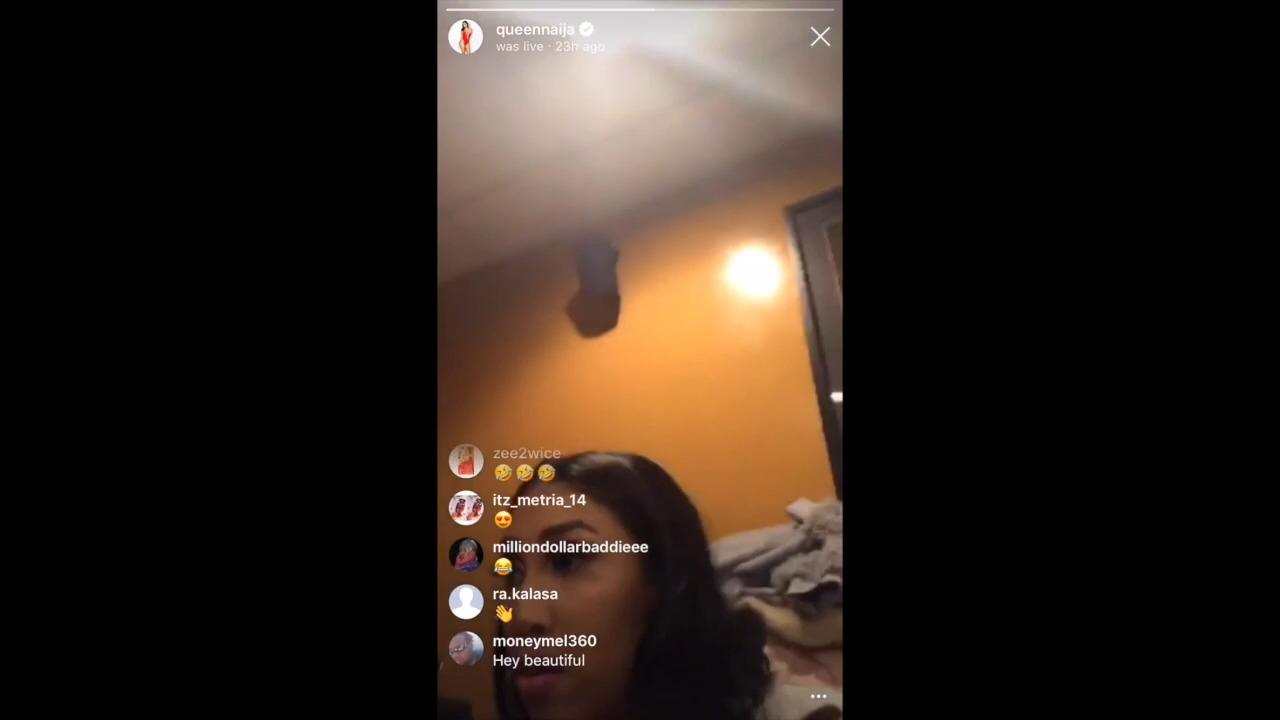 queennaija
was live · 23h ago
zee2wice
🤣🤣🤣
itz_metria_14
😍
milliondollarbaddieee
😂
ra.kalasa
👋
moneymel360
Hey beautiful